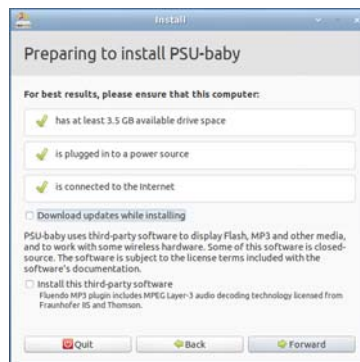 Install
Preparing to install PSU-baby
For best results, please ensure that this computer:
has at least 3.5 GB available drive space
is plugged in to a power source
is connected to the Internet
Download updates while installing
PSU-baby uses third-party software to display Flash, MP3 and other media,
and to work with some wireless hardware. Some of this software is closed-
source. The software is subject to the license terms included with the
software's documentation.
Install this third-party software
Fluendo MP3 plugin includes MPEG Layer-3 audio decoding technology licensed from
Fraunhofer IIS and Thomson.
Quit
Back
Forward